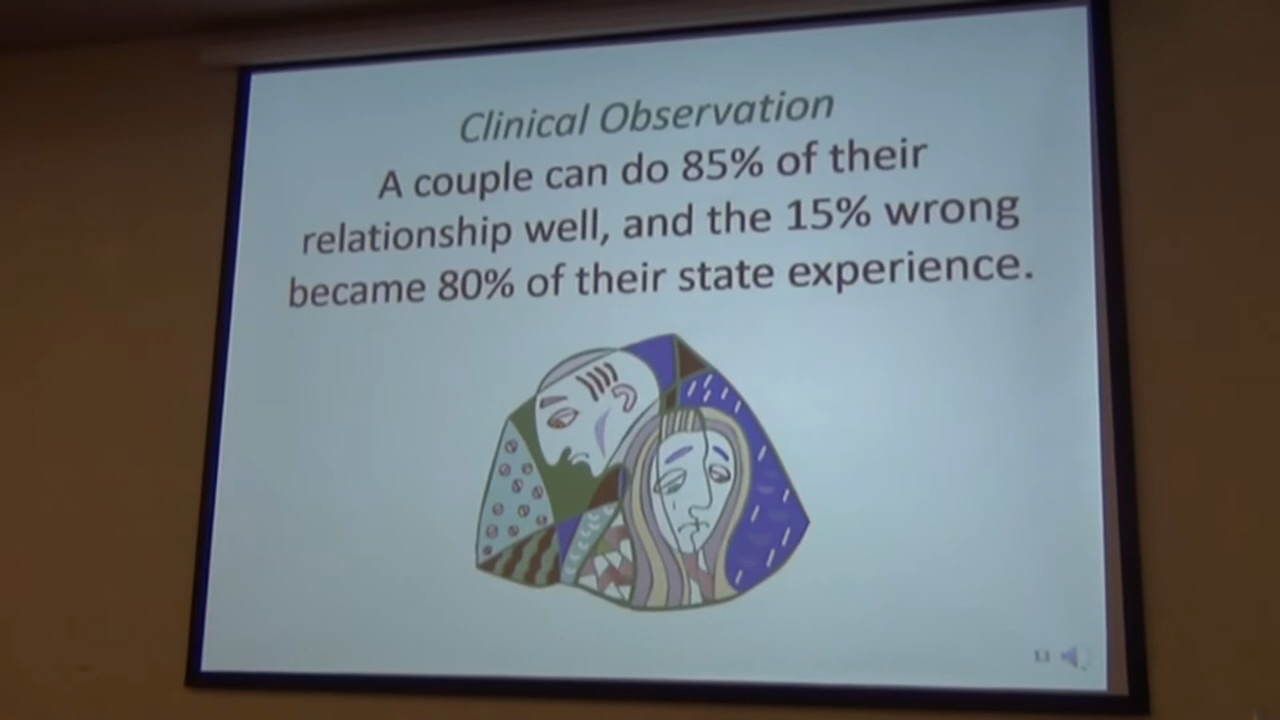 Clinical Observation
A couple can do 85% of their
relationship well, and the 15% wrong
became 80% of their state experience.
13